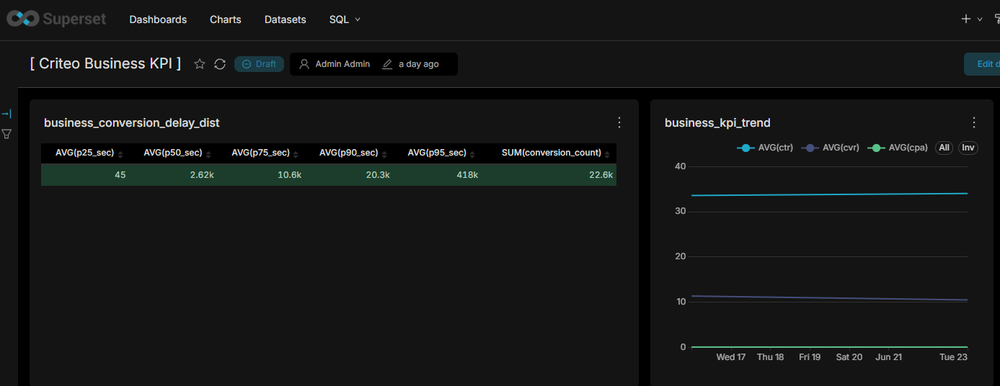 Superset Dashboards Charts Datasets SQL
[ Criteo Business KPI ] Draft Admin Admin a day ago Edit d
business_conversion_delay_dist
AVG(p25_sec) AVG(p50_sec) AVG(p75_sec) AVG(p90_sec) AVG(p95_sec) SUM(conversion_count)
45 2.62k 10.6k 20.3k 418k 22.6k
business_kpi_trend
AVG(ctr) AVG(cvr) AVG(cpa) All Inv
40
30
20
10
0
Wed 17 Thu 18 Fri 19 Sat 20 Jun 21 Tue 23